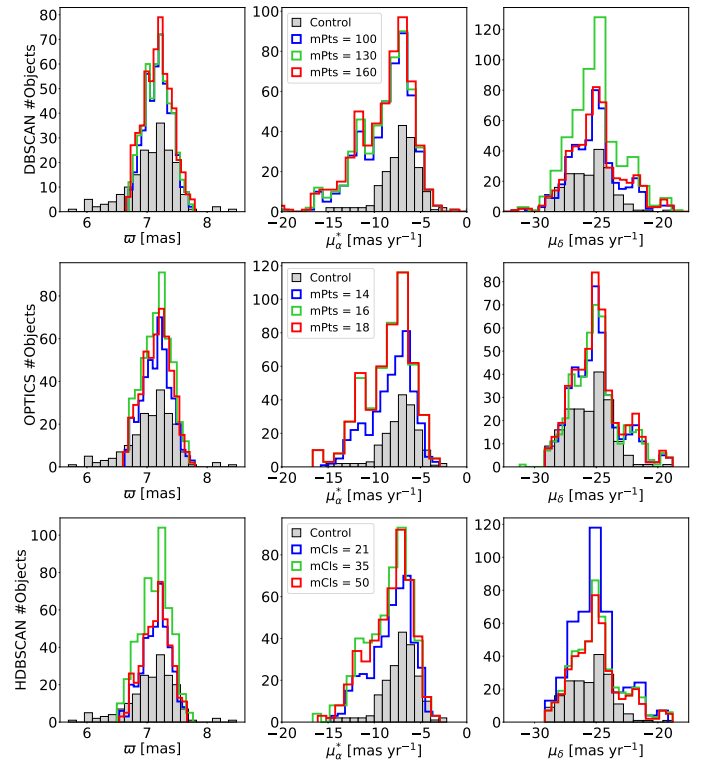 DBSCAN #Objects
80
70
60
50
40
30
20
10
0
6 7 8
ϖ [mas]
100
80
60
40
20
0
Control
mPts = 100
mPts = 130
mPts = 160
−20 −15 −10 −5 0
μ*α [mas yr−1]
120
100
80
60
40
20
0
−30 −25 −20
μδ [mas yr−1]
OPTICS #Objects
80
60
40
20
0
6 7 8
ϖ [mas]
120
100
80
60
40
20
0
Control
mPts = 14
mPts = 16
mPts = 18
−20 −15 −10 −5 0
μ*α [mas yr−1]
80
70
60
50
40
30
20
10
0
−30 −25 −20
μδ [mas yr−1]
HDBSCAN #Objects
100
80
60
40
20
0
6 7 8
ϖ [mas]
80
60
40
20
0
Control
mCls = 21
mCls = 35
mCls = 50
−20 −15 −10 −5 0
μ*α [mas yr−1]
120
100
80
60
40
20
0
−30 −25 −20
μδ [mas yr−1]